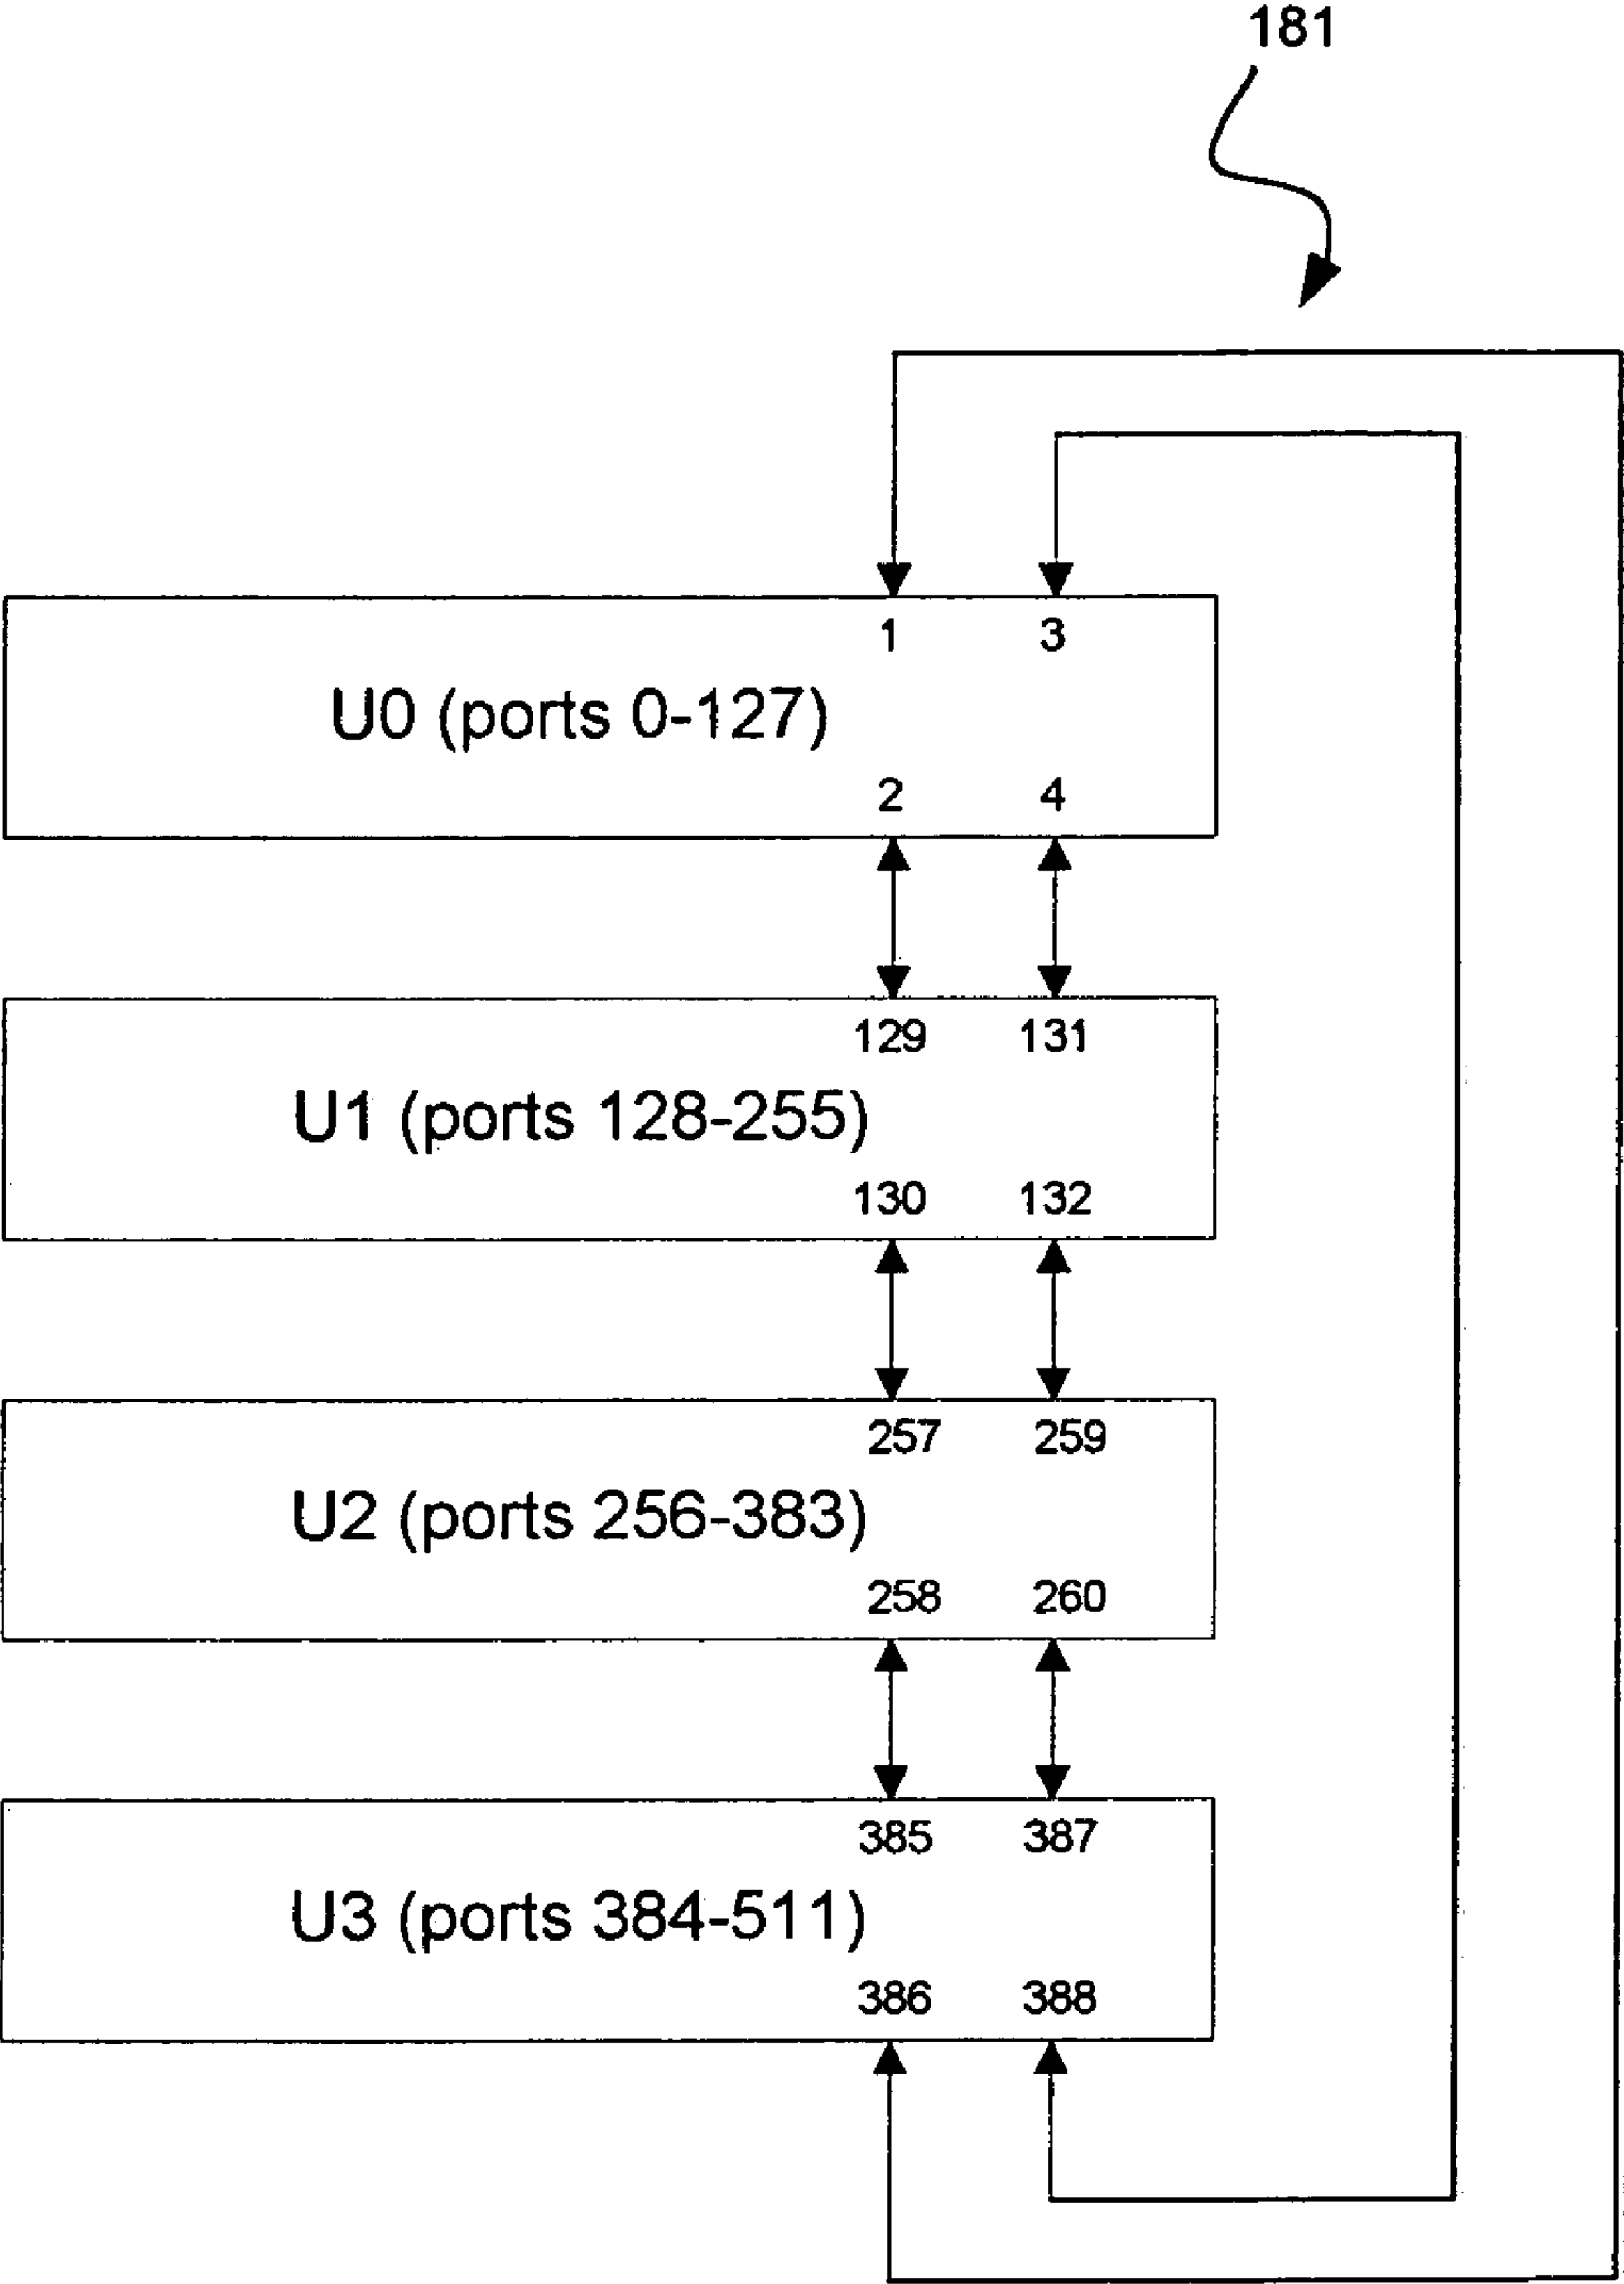 181
1 3
U0 (ports 0-127)
2 4
129 131
U1 (ports 128-255)
130 132
257 259
U2 (ports 256-383)
258 260
385 387
U3 (ports 384-511)
386 388